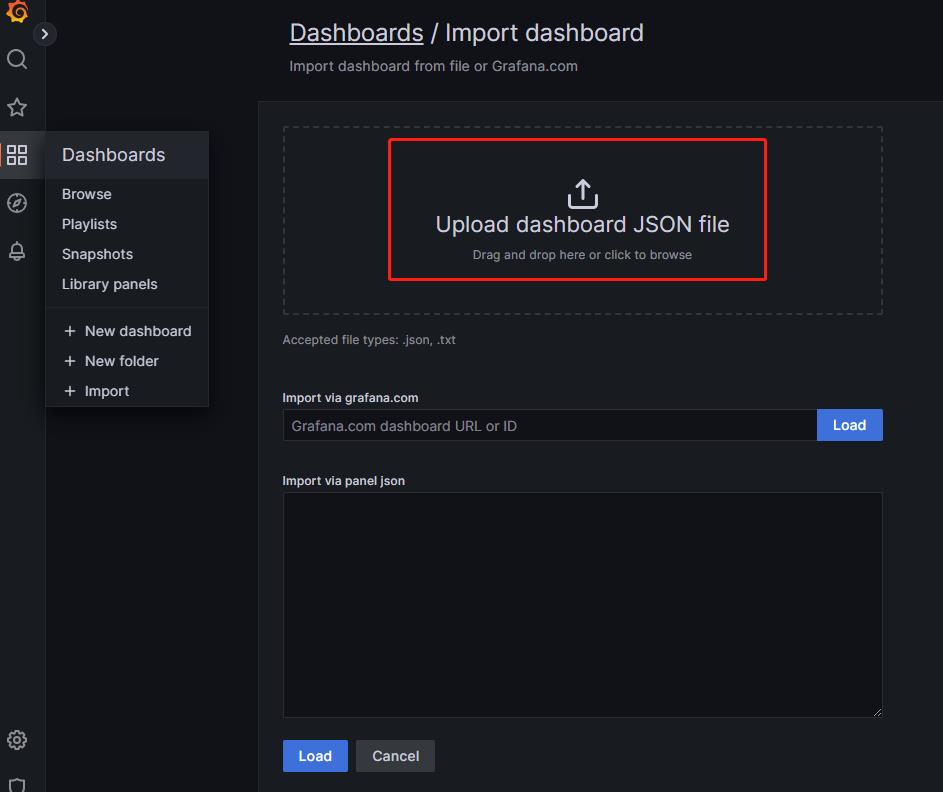 Dashboards / Import dashboard
Import dashboard from file or Grafana.com
Dashboards
Browse
Playlists
Snapshots
Library panels
+ New dashboard
+ New folder
+ Import
Upload dashboard JSON file
Drag and drop here or click to browse
Accepted file types: .json, .txt
Import via grafana.com
Grafana.com dashboard URL or ID
Load
Import via panel json
Load
Cancel